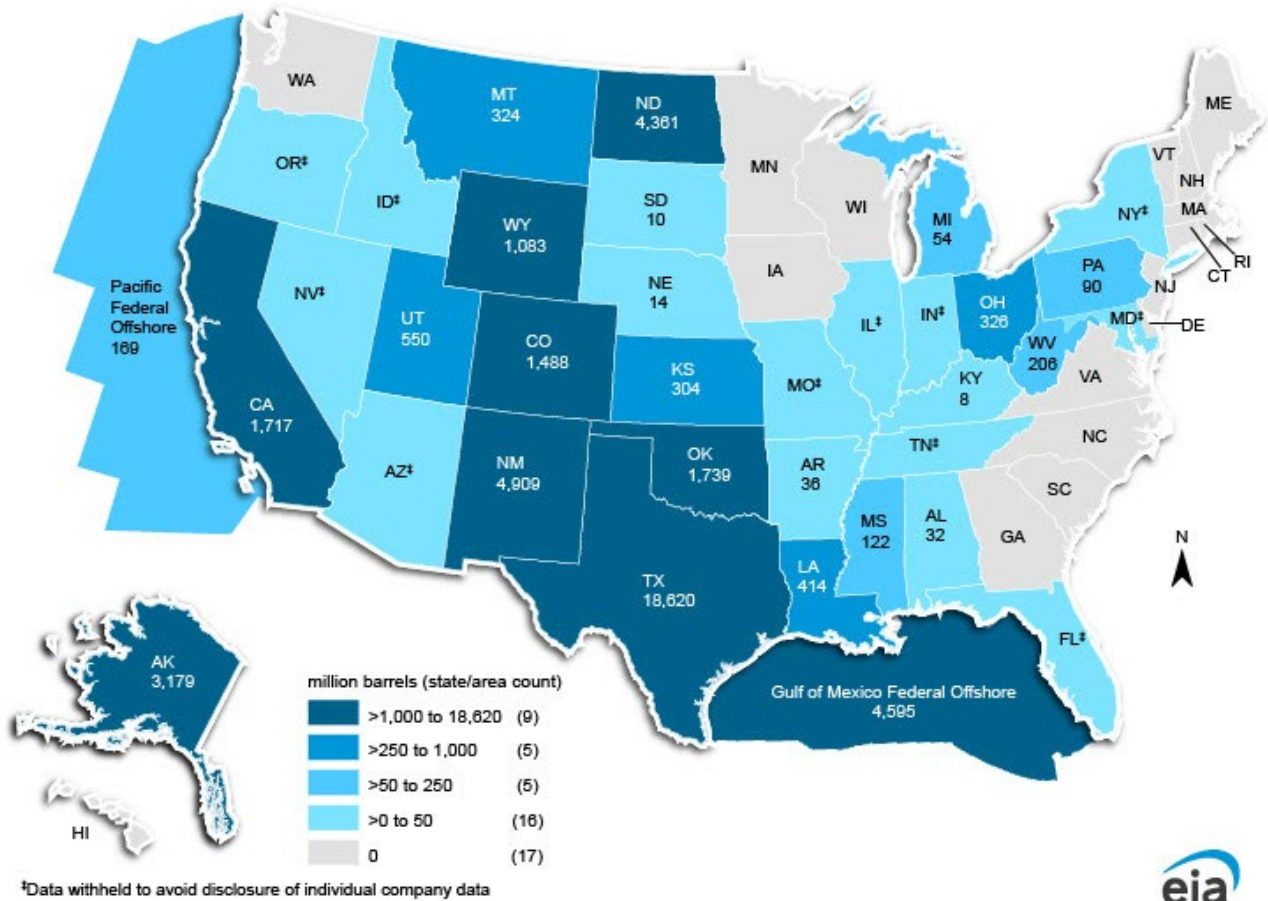 WA
MT
324
ND
4,361
MN
ME
VT
NH
OR‡
ID‡
SD
10
WI
MI
54
NY‡
MA
RI
CT
WY
1,083
IA
PA
90
NJ
Pacific
Federal
Offshore
169
NV‡
UT
550
NE
14
IL‡
IN‡
OH
326
MD‡
DE
CO
1,488
KS
304
MO‡
WV
206
KY
8
VA
CA
1,717
AZ‡
NM
4,909
OK
1,739
AR
36
TN‡
NC
SC
MS
122
AL
32
GA
N
TX
18,620
LA
414
FL‡
AK
3,179
Gulf of Mexico Federal Offshore
4,595
HI
million barrels (state/area count)
>1,000 to 18,620 (9)
>250 to 1,000 (5)
>50 to 250 (5)
>0 to 50 (16)
0 (17)
‡Data withheld to avoid disclosure of individual company data
eia